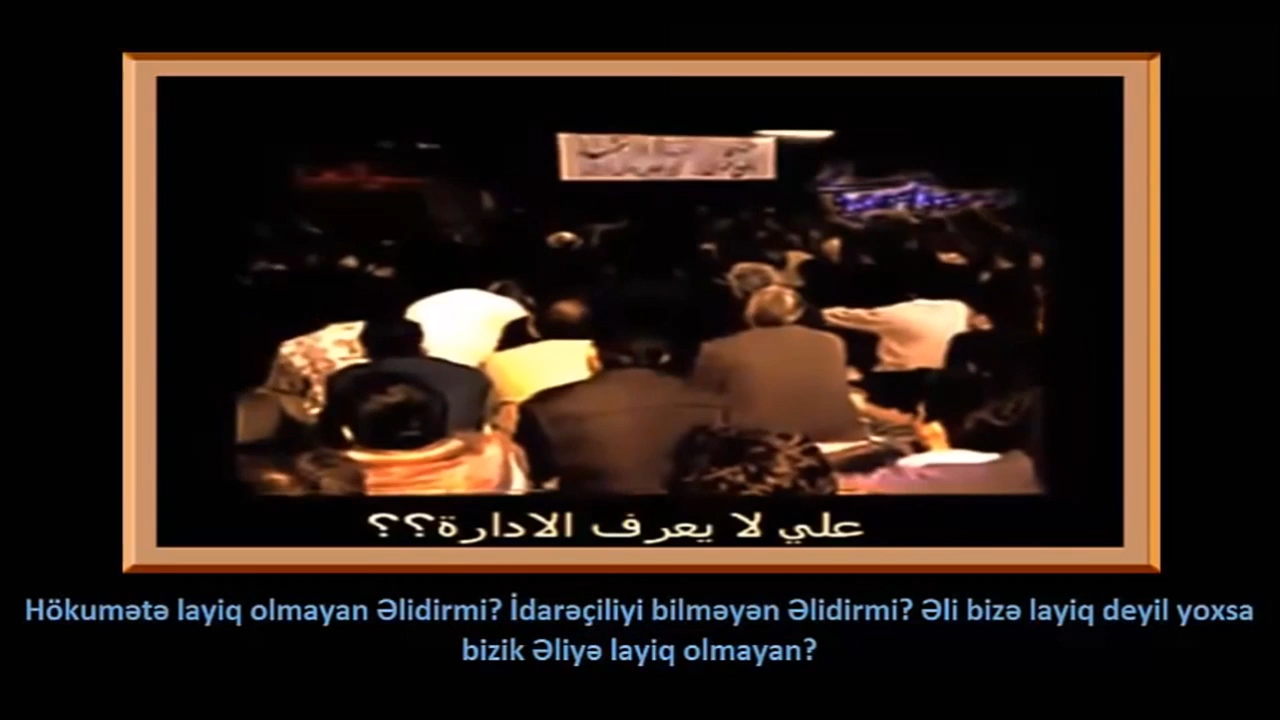 علي لا يعرف الادارة؟؟
Hökumətə layiq olmayan Əlidirmi? İdarəçiliyi bilməyən Əlidirmi? Əli bizə layiq deyil yoxsa
bizik Əliyə layiq olmayan?